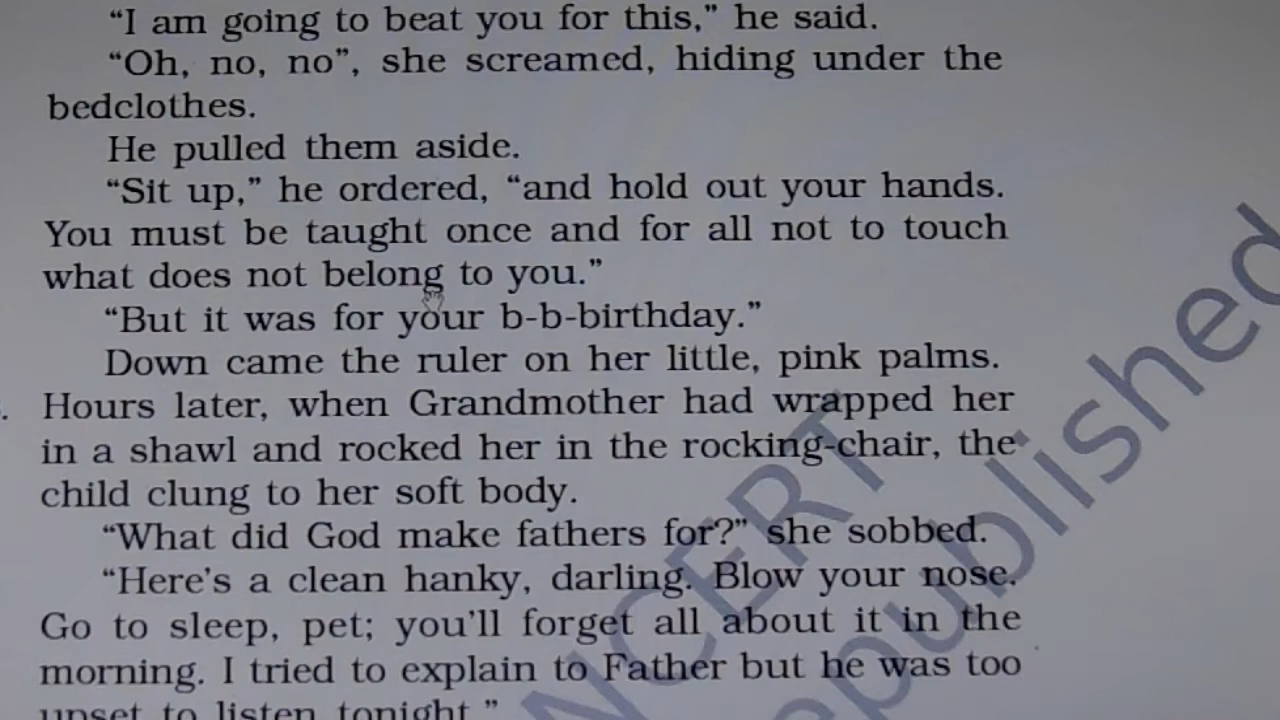 “I am going to beat you for this,” he said.
“Oh, no, no”, she screamed, hiding under the
bedclothes.
He pulled them aside.
“Sit up,” he ordered, “and hold out your hands.
You must be taught once and for all not to touch
what does not belong to you.”
“But it was for your b-b-birthday.”
Down came the ruler on her little, pink palms.
Hours later, when Grandmother had wrapped her
in a shawl and rocked her in the rocking-chair, the
child clung to her soft body.
“What did God make fathers for?” she sobbed.
“Here’s a clean hanky, darling. Blow your nose.
Go to sleep, pet; you’ll forget all about it in the
morning. I tried to explain to Father but he was too
upset to listen tonight.”
NCERT
republished